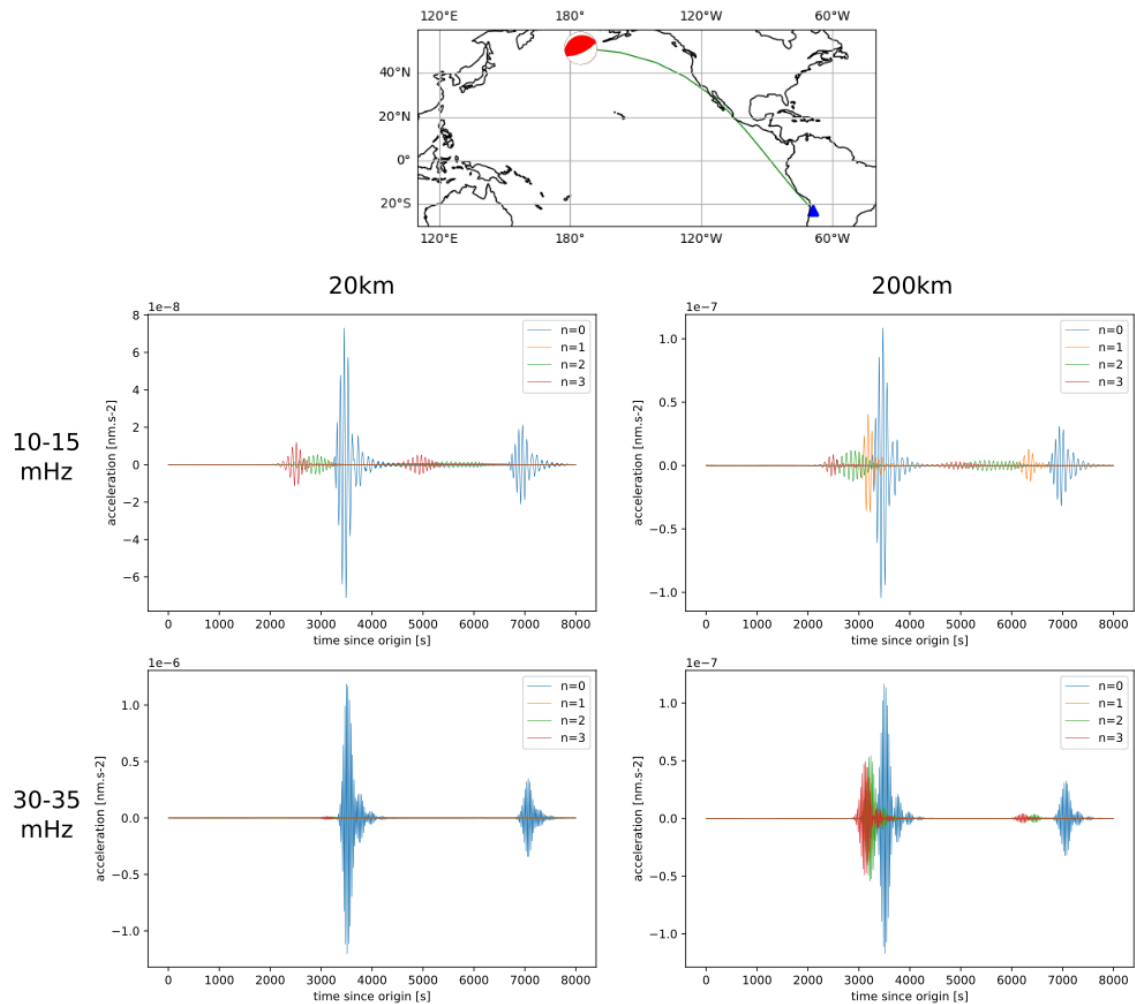 120°E 180° 120°W 60°W
40°N
20°N
0°
20°S
120°E 180° 120°W 60°W
20km 200km
10-15
mHz
1e−8
8
6
4
2
0
−2
−4
−6
acceleration [nm.s-2]
0 1000 2000 3000 4000 5000 6000 7000 8000
time since origin [s]
n=0
n=1
n=2
n=3
1e−7
1.0
0.5
0.0
−0.5
−1.0
acceleration [nm.s-2]
0 1000 2000 3000 4000 5000 6000 7000 8000
time since origin [s]
n=0
n=1
n=2
n=3
30-35
mHz
1e−6
1.0
0.5
0.0
−0.5
−1.0
acceleration [nm.s-2]
0 1000 2000 3000 4000 5000 6000 7000 8000
time since origin [s]
n=0
n=1
n=2
n=3
1e−7
1.0
0.5
0.0
−0.5
−1.0
acceleration [nm.s-2]
0 1000 2000 3000 4000 5000 6000 7000 8000
time since origin [s]
n=0
n=1
n=2
n=3